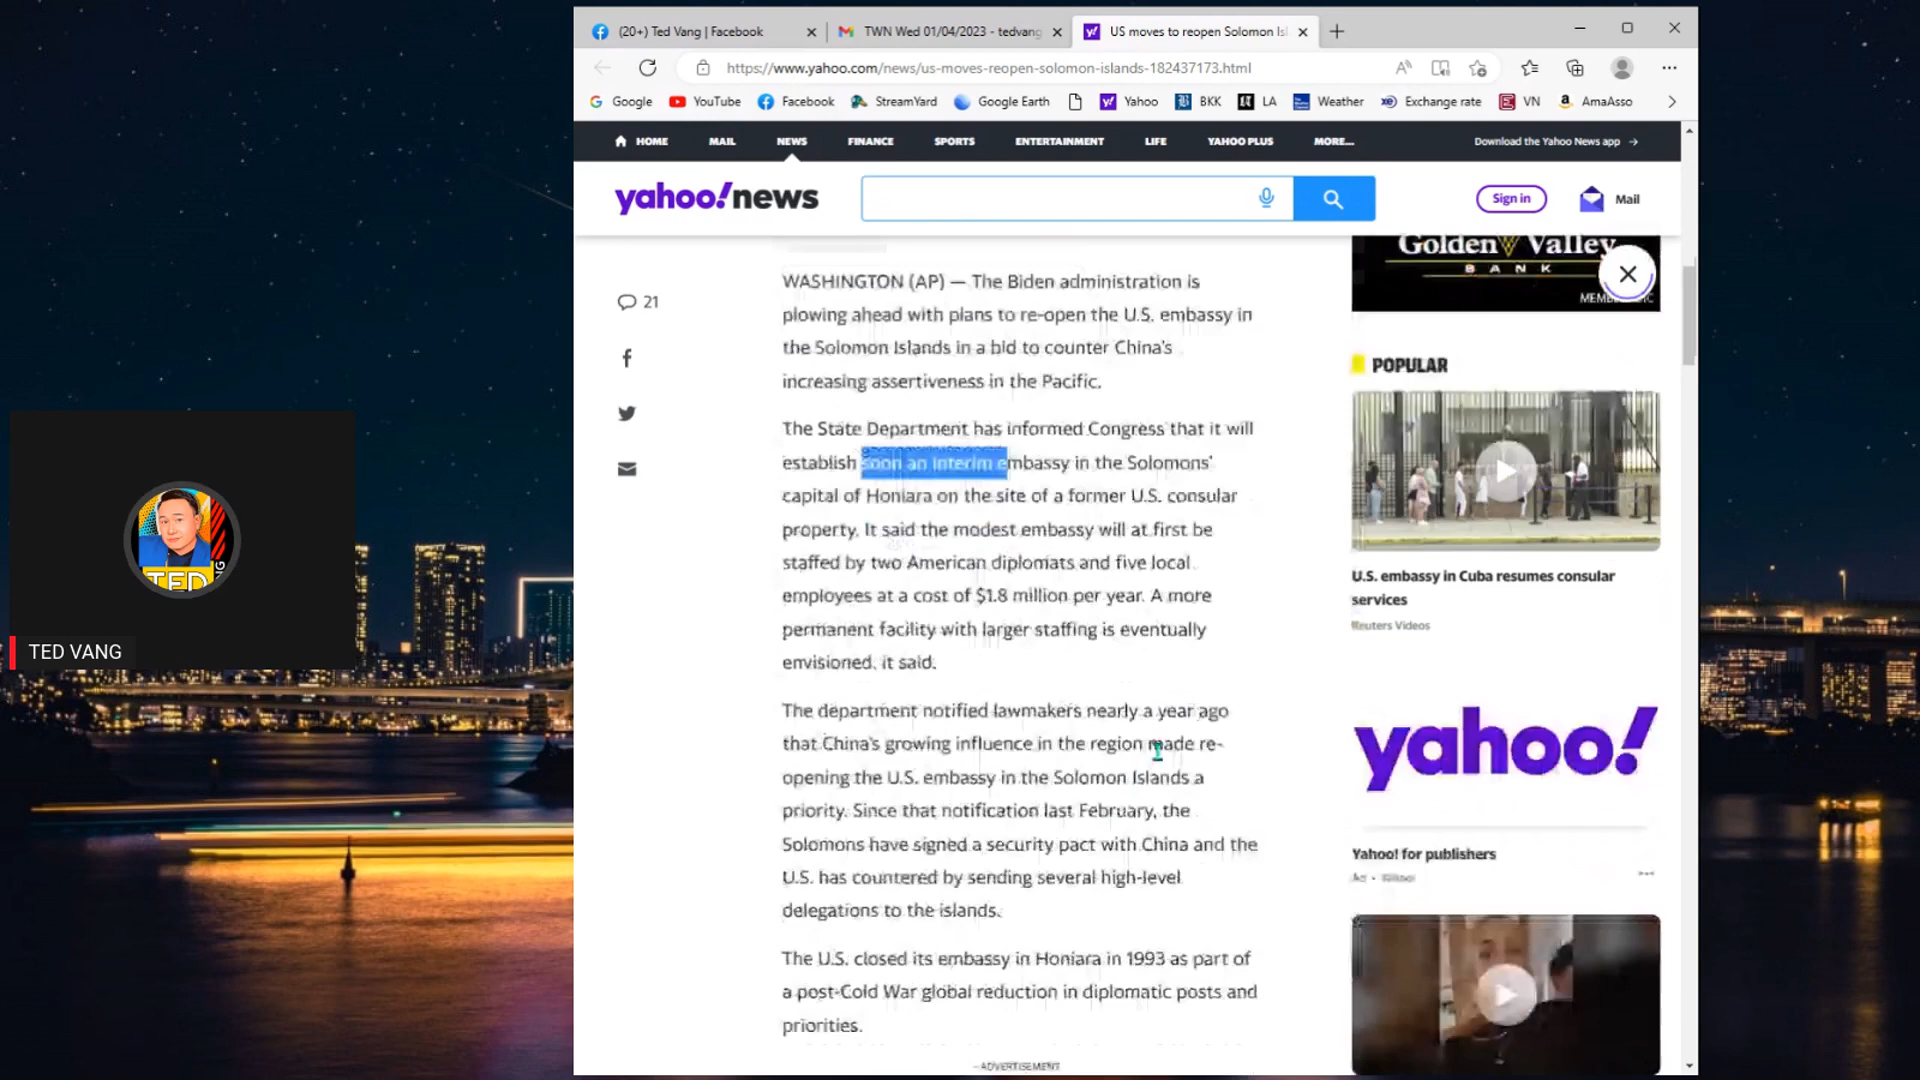 (20+) Ted Vang | Facebook
TWN Wed 01/04/2023 - tedvang
US moves to reopen Solomon Isl
https://www.yahoo.com/news/us-moves-reopen-solomon-islands-182437173.html
Google
YouTube
Facebook
StreamYard
Google Earth
Yahoo
BKK
LA
Weather
Exchange rate
VN
AmaAsso
HOME
MAIL
NEWS
FINANCE
SPORTS
ENTERTAINMENT
LIFE
YAHOO PLUS
MORE...
Download the Yahoo News app →
yahoo!news
Sign in
Mail
21
WASHINGTON (AP) — The Biden administration is
plowing ahead with plans to re-open the U.S. embassy in
the Solomon Islands in a bid to counter China's
increasing assertiveness in the Pacific.
The State Department has informed Congress that it will
establish soon an interim embassy in the Solomons'
capital of Honiara on the site of a former U.S. consular
property. It said the modest embassy will at first be
staffed by two American diplomats and five local
employees at a cost of $1.8 million per year. A more
permanent facility with larger staffing is eventually
envisioned, it said.
The department notified lawmakers nearly a year ago
that China's growing influence in the region made re-
opening the U.S. embassy in the Solomon Islands a
priority. Since that notification last February, the
Solomons have signed a security pact with China and the
U.S. has countered by sending several high-level
delegations to the islands.
The U.S. closed its embassy in Honiara in 1993 as part of
a post-Cold War global reduction in diplomatic posts and
priorities.
ADVERTISEMENT
Golden Valley
BANK
POPULAR
U.S. embassy in Cuba resumes consular
services
Reuters Videos
yahoo!
Yahoo! for publishers
Ad •
TED
TED VANG